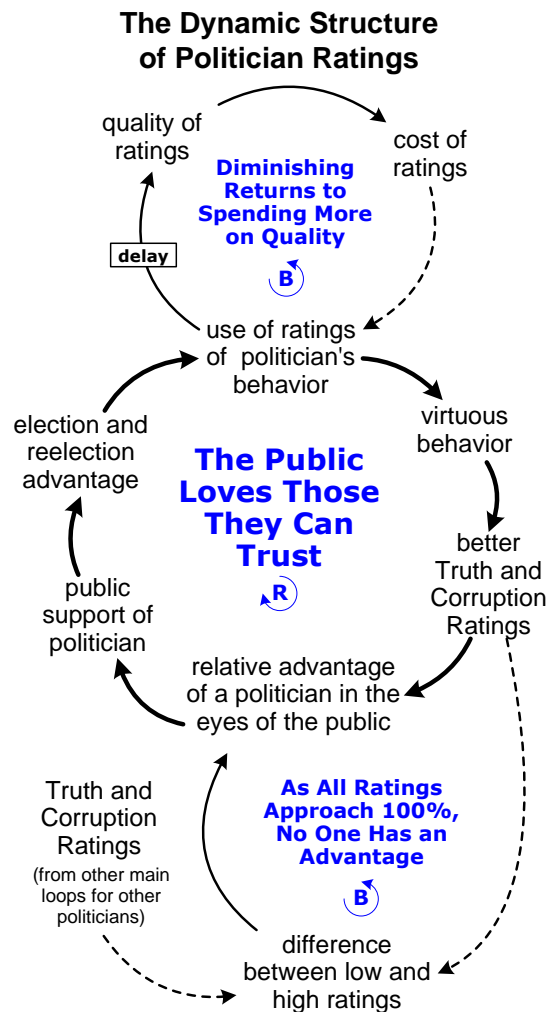 The Dynamic Structure
of Politician Ratings
quality of
ratings
cost of
ratings
Diminishing
Returns to
Spending More
on Quality
delay
B
use of ratings
of politician's
behavior
election and
reelection
advantage
virtuous
behavior
The Public
Loves Those
They Can
Trust
R
public
support of
politician
better
Truth and
Corruption
Ratings
relative advantage
of a politician in the
eyes of the public
Truth and
Corruption
Ratings
(from other main
loops for other
politicians)
As All Ratings
Approach 100%,
No One Has an
Advantage
B
difference
between low and
high ratings